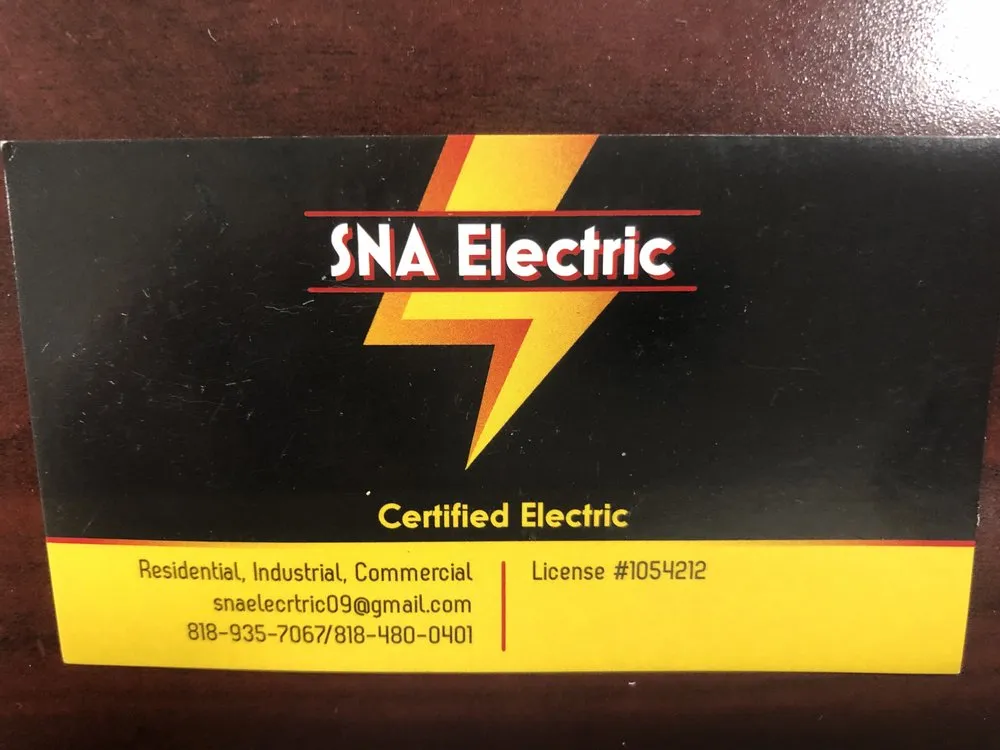 SNA Electric
Certified Electric
Residential, Industrial, Commercial
snaelecrtric09@gmail.com
818-935-7067/818-480-0401
License #1054212